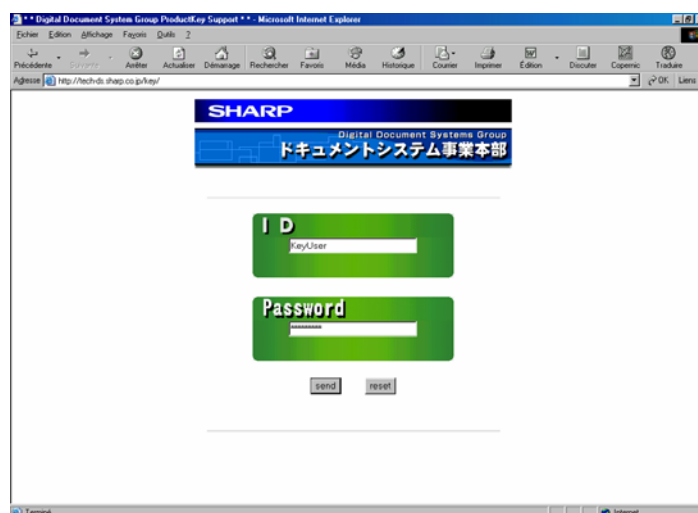 * * Digital Document System Group ProductKey Support * * - Microsoft Internet Explorer
Fichier Edition Affichage Favoris Outils ?
Précédente Suivante Arrêter Actualiser Démarrage Rechercher Favoris Média Historique Courrier Imprimer Edition Discuter Copernic Traduire
Adresse http://tech-ds.sharp.co.jp/key/ OK Liens
SHARP
Digital Document Systems Group
ドキュメントシステム事業本部
ID
KeyUser
Password
*********
send reset
Terminé Internet